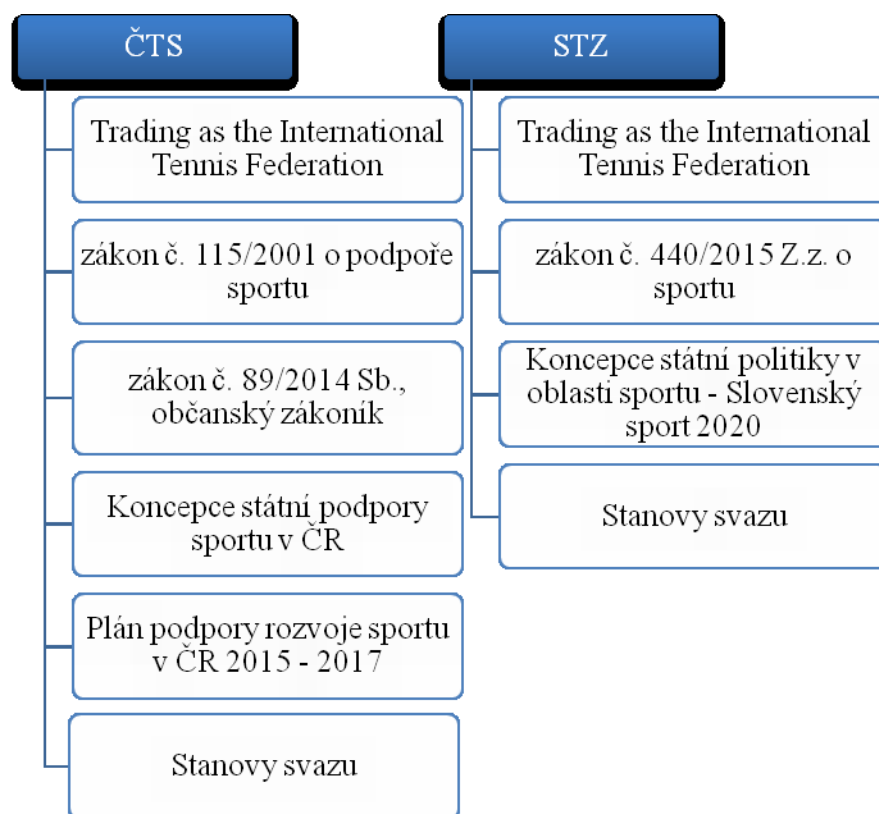 ČTS
Trading as the International
Tennis Federation
zákon č. 115/2001 o podpoře
sportu
zákon č. 89/2014 Sb.,
občanský zákoník
Koncepce státní podpory
sportu v ČR
Plán podpory rozvoje sportu
v ČR 2015 - 2017
Stanovy svazu
STZ
Trading as the International
Tennis Federation
zákon č. 440/2015 Z.z. o
sportu
Koncepce státní politiky v
oblasti sportu - Slovenský
sport 2020
Stanovy svazu